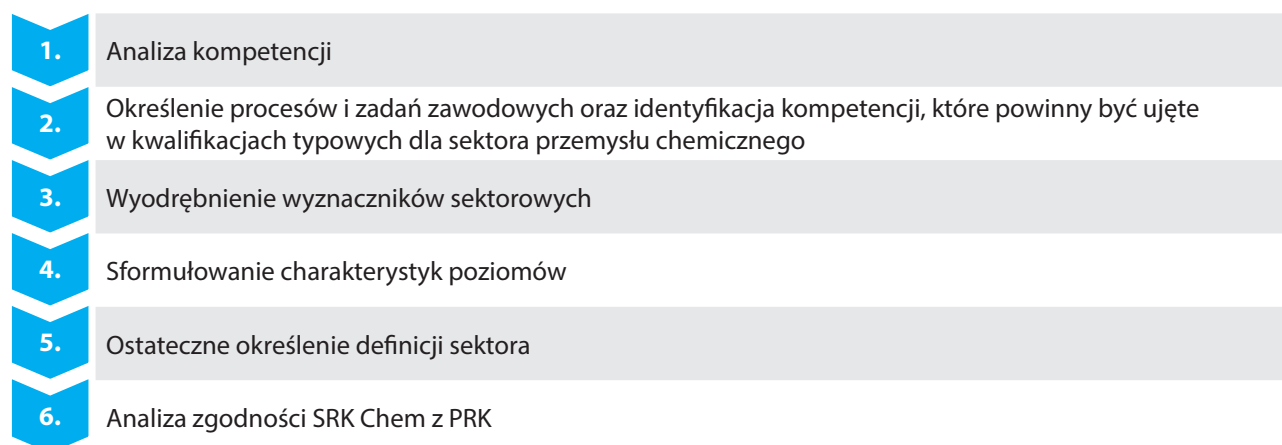 1. Analiza kompetencji
2. Określenie procesów i zadań zawodowych oraz identyfikacja kompetencji, które powinny być ujęte
w kwalifikacjach typowych dla sektora przemysłu chemicznego
3. Wyodrębnienie wyznaczników sektorowych
4. Sformułowanie charakterystyk poziomów
5. Ostateczne określenie definicji sektora
6. Analiza zgodności SRK Chem z PRK